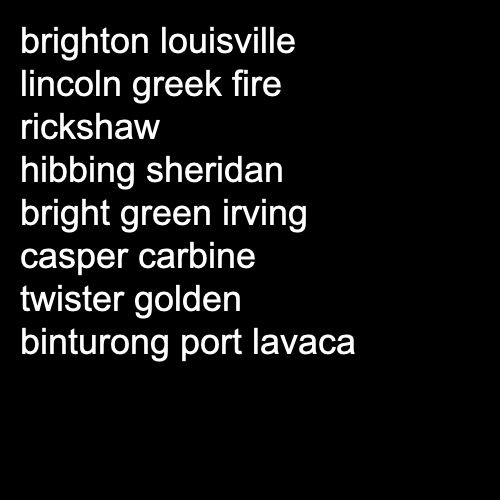 brighton louisville
lincoln greek fire
rickshaw
hibbing sheridan
bright green irving
casper carbine
twister golden
binturong port lavaca